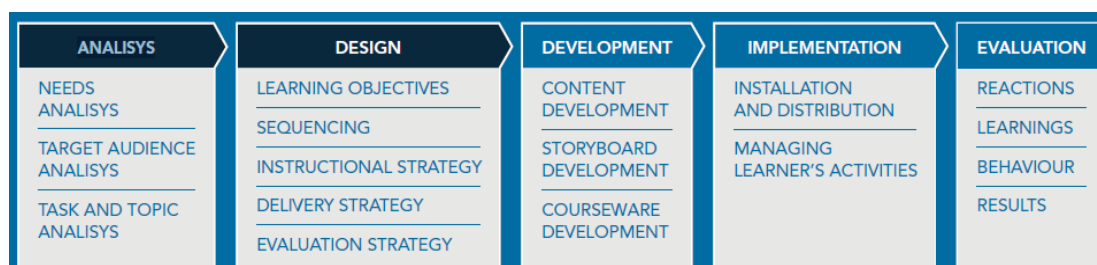 ANALISYS
NEEDS
ANALISYS
TARGET AUDIENCE
ANALISYS
TASK AND TOPIC
ANALISYS
DESIGN
LEARNING OBJECTIVES
SEQUENCING
INSTRUCTIONAL STRATEGY
DELIVERY STRATEGY
EVALUATION STRATEGY
DEVELOPMENT
CONTENT
DEVELOPMENT
STORYBOARD
DEVELOPMENT
COURSEWARE
DEVELOPMENT
IMPLEMENTATION
INSTALLATION
AND DISTRIBUTION
MANAGING
LEARNER'S ACTIVITIES
EVALUATION
REACTIONS
LEARNINGS
BEHAVIOUR
RESULTS